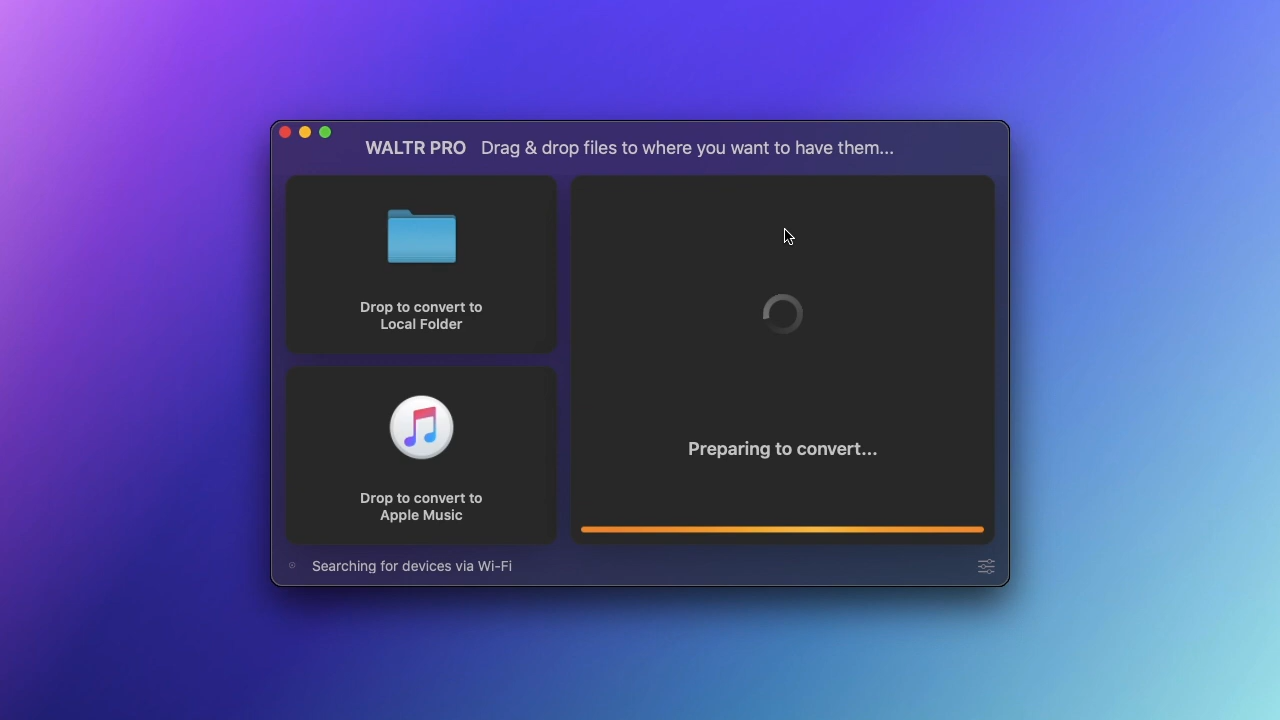 WALTR PRO Drag & drop files to where you want to have them...
Drop to convert to
Local Folder
Drop to convert to
Apple Music
Preparing to convert...
Searching for devices via Wi-Fi